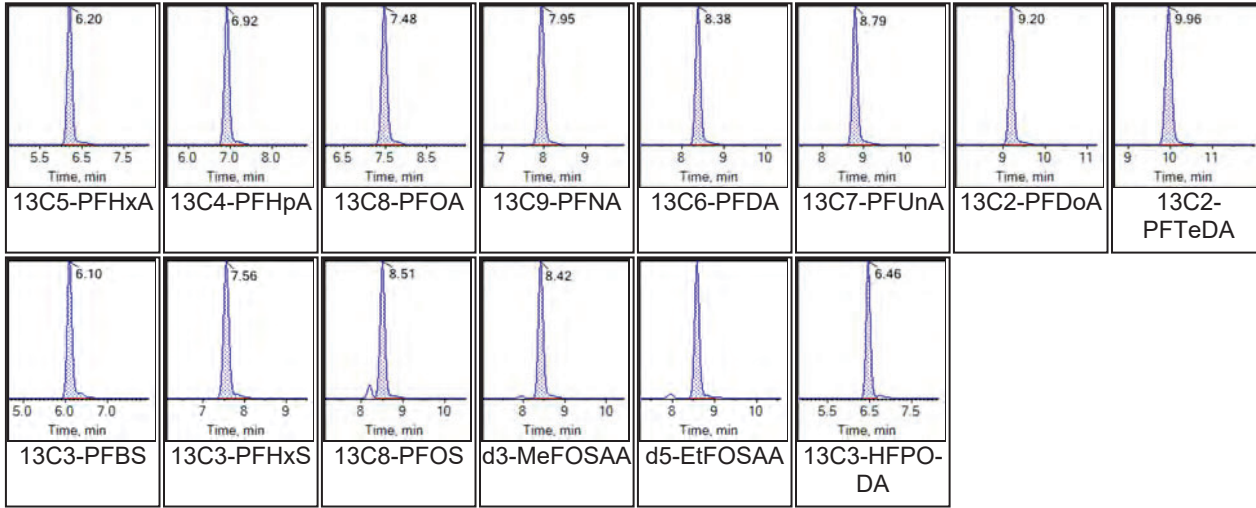 6.20
5.5 6.5 7.5
Time, min
13C5-PFHxA
6.92
6.0 7.0 8.0
Time, min
13C4-PFHpA
7.48
6.5 7.5 8.5
Time, min
13C8-PFOA
7.95
7 8 9
Time, min
13C9-PFNA
8.38
8 9 10
Time, min
13C6-PFDA
8.79
8 9 10
Time, min
13C7-PFUnA
9.20
9 10 11
Time, min
13C2-PFDoA
9.96
9 10 11
Time, min
13C2-
PFTeDA
6.10
5.0 6.0 7.0
Time, min
13C3-PFBS
7.56
7 8 9
Time, min
13C3-PFHxS
8.51
8 9 10
Time, min
13C8-PFOS
8.42
8 9 10
Time, min
d3-MeFOSAA
8 9 10
Time, min
d5-EtFOSAA
6.46
5.5 6.5 7.5
Time, min
13C3-HFPO-
DA